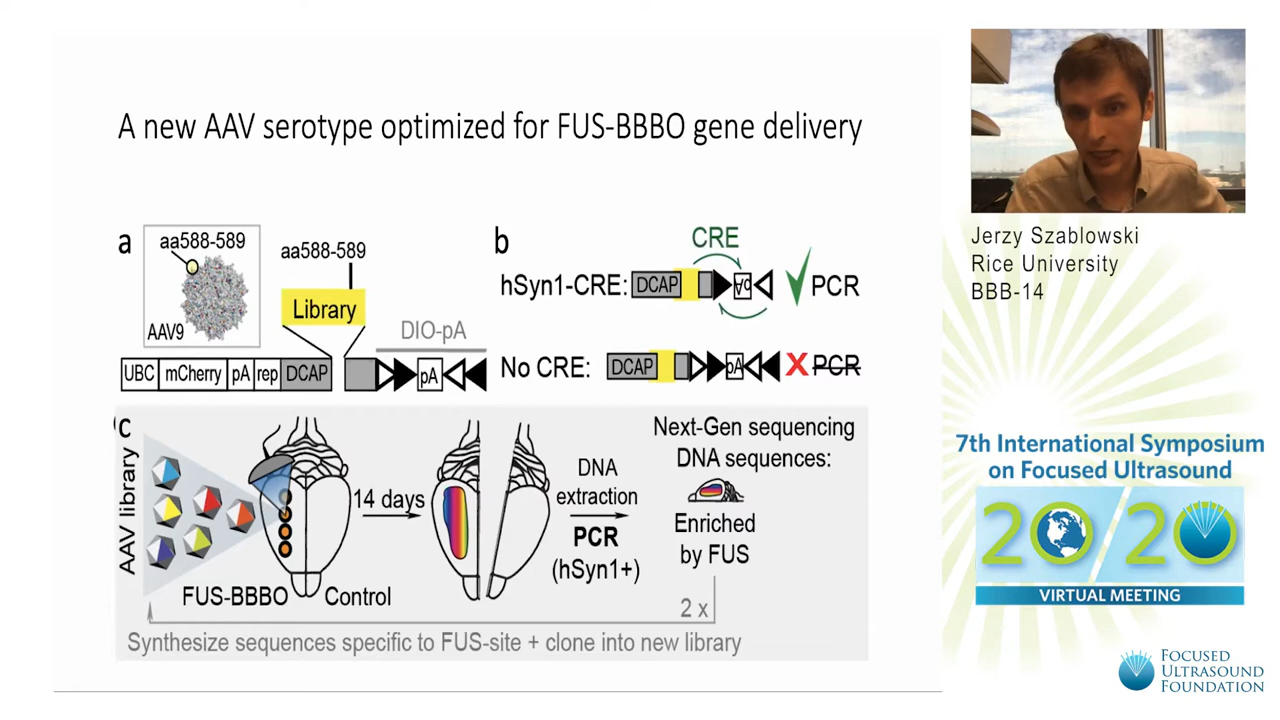 A new AAV serotype optimized for FUS-BBBO gene delivery
a
aa588-589
AAV9
aa588-589
Library
DIO-pA
UBC mCherry pA rep DCAP pA
b
CRE
hSyn1-CRE: DCAP pA PCR
No CRE: DCAP pA X PCR
c
AAV library
FUS-BBBO Control
14 days
DNA
extraction
PCR
(hSyn1+)
Next-Gen sequencing
DNA sequences:
Enriched
by FUS
2 x
Synthesize sequences specific to FUS-site + clone into new library
Jerzy Szablowski
Rice University
BBB-14
7th International Symposium
on Focused Ultrasound
20/20
VIRTUAL MEETING
FOCUSED
ULTRASOUND
FOUNDATION